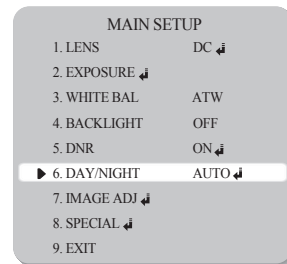 MAIN SETUP
1. LENS DC ↲
2. EXPOSURE ↲
3. WHITE BAL ATW
4. BACKLIGHT OFF
5. DNR ON ↲
6. DAY/NIGHT AUTO ↲
7. IMAGE ADJ ↲
8. SPECIAL ↲
9. EXIT